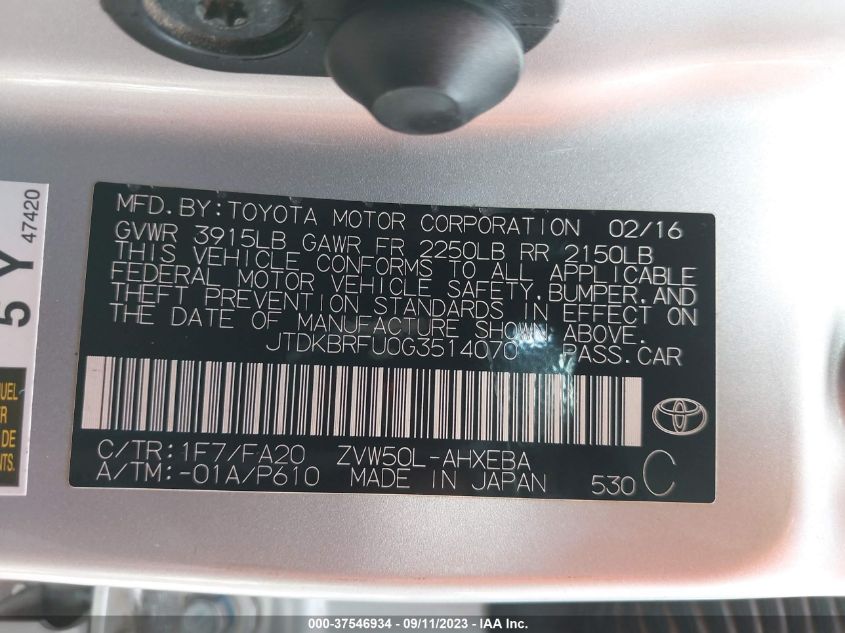 MFD.BY:TOYOTA MOTOR CORPORATION 02/16
GVWR 3915LB GAWR FR 2250LB RR 2150LB
THIS VEHICLE CONFORMS TO ALL APPLICABLE
FEDERAL MOTOR VEHICLE SAFETY,BUMPER,AND
THEFT PREVENTION STANDARDS IN EFFECT ON
THE DATE OF MANUFACTURE SHOWN ABOVE.
JTDKBRFU0G3514070 PASS.CAR
C/TR:1F7/FA20 ZVW50L-AHXEBA
A/TM:-01A/P610 MADE IN JAPAN 530 C
5Y
47420
DE
000-37546934 - 09/11/2023 - IAA Inc.